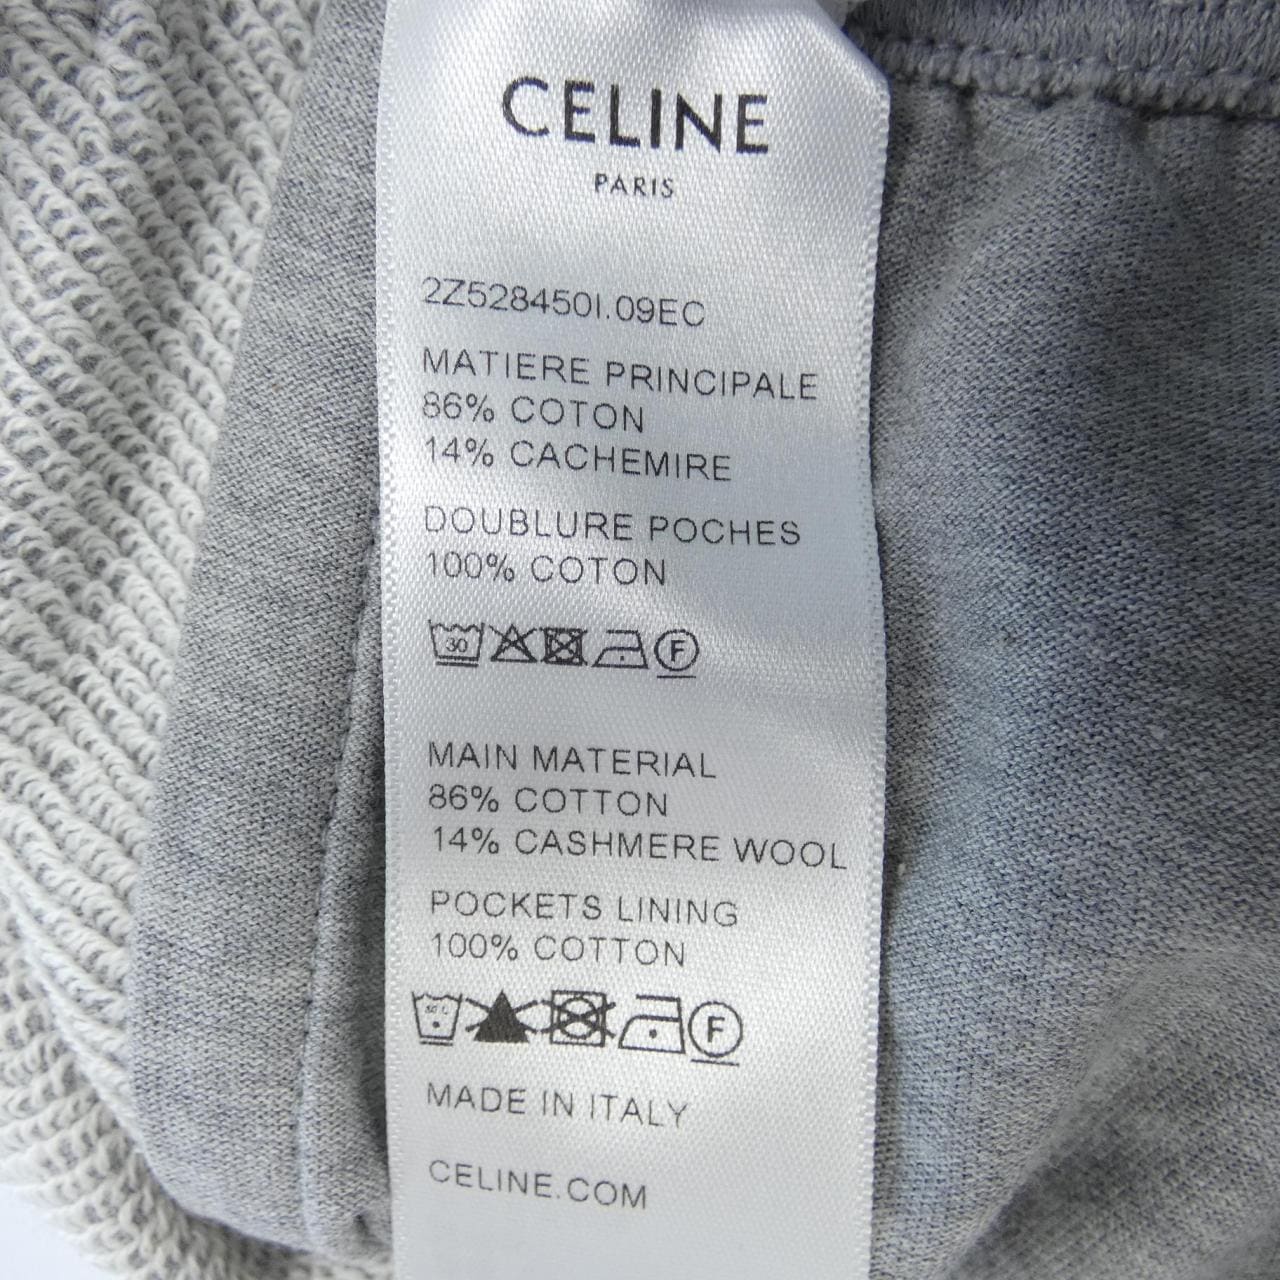 CELINE
PARIS
2Z528450I.09EC
MATIERE PRINCIPALE
86% COTON
14% CACHEMIRE
DOUBLURE POCHES
100% COTON
30 F
MAIN MATERIAL
86% COTTON
14% CASHMERE WOOL
POCKETS LINING
100% COTTON
F
MADE IN ITALY
CELINE.COM